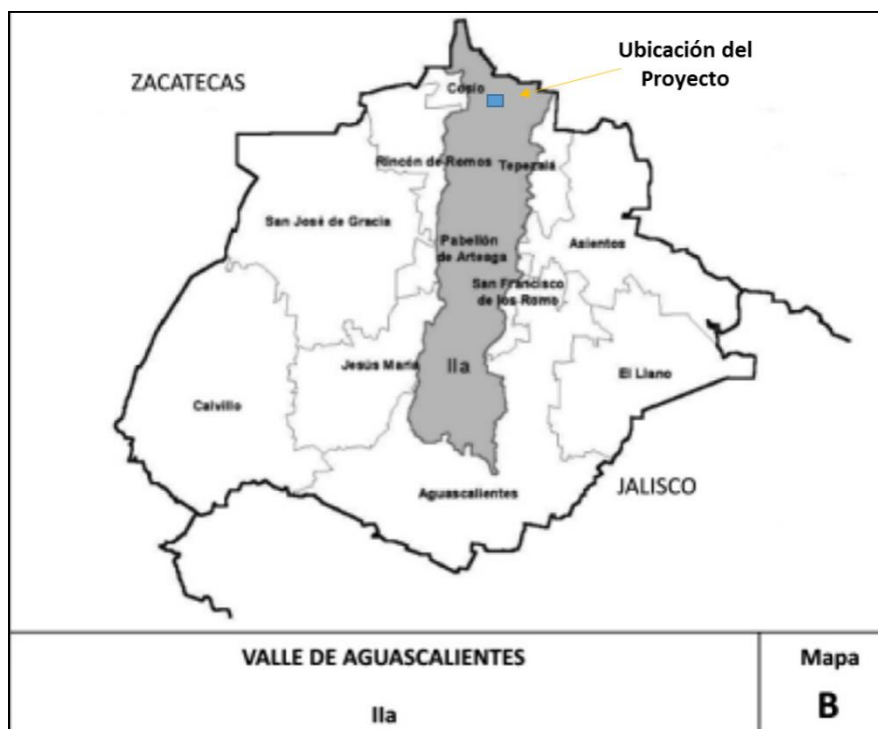 Ubicación del
Proyecto
ZACATECAS
Cosío
Rincón de Romos
Tepezalá
San José de Gracia
Pabellón
de Arteaga
Asientos
San Francisco
de los Romo
Jesús María
IIa
El Llano
Calvillo
Aguascalientes
JALISCO
VALLE DE AGUASCALIENTES
IIa
Mapa
B